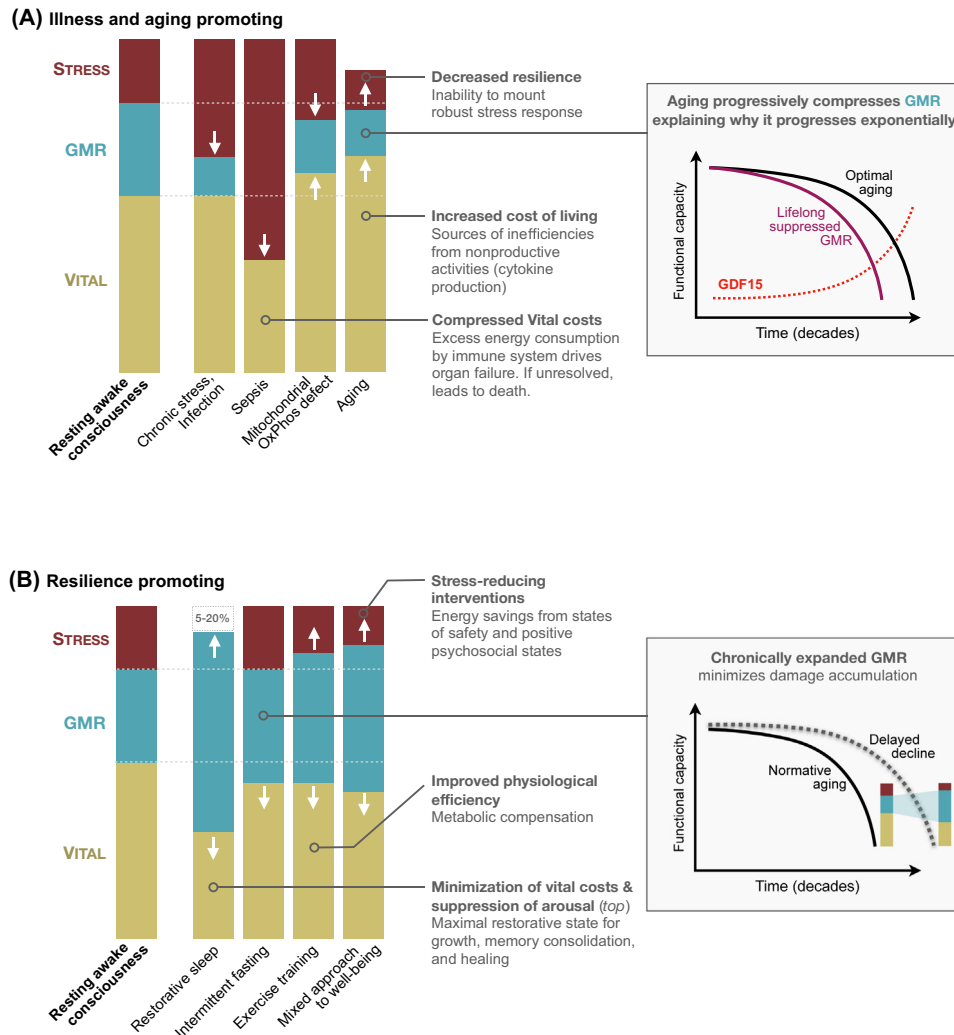 (A) Illness and aging promoting
STRESS
GMR
VITAL
Resting awake
consciousness
Chronic stress,
Infection
Sepsis
Mitochondrial
OxPhos defect
Aging
Decreased resilience
Inability to mount
robust stress response
Increased cost of living
Sources of inefficiencies
from nonproductive
activities (cytokine
production)
Compressed Vital costs
Excess energy consumption
by immune system drives
organ failure. If unresolved,
leads to death.
Aging progressively compresses GMR
explaining why it progresses exponentially
Functional capacity
Optimal
aging
Lifelong
suppressed
GMR
GDF15
Time (decades)
(B) Resilience promoting
STRESS
GMR
VITAL
5-20%
Resting awake
consciousness
Restorative sleep
Intermittent fasting
Exercise training
Mixed approach
to well-being
Stress-reducing
interventions
Energy savings from states
of safety and positive
psychosocial states
Improved physiological
efficiency
Metabolic compensation
Minimization of vital costs &
suppression of arousal (top)
Maximal restorative state for
growth, memory consolidation,
and healing
Chronically expanded GMR
minimizes damage accumulation
Functional capacity
Delayed
decline
Normative
aging
Time (decades)